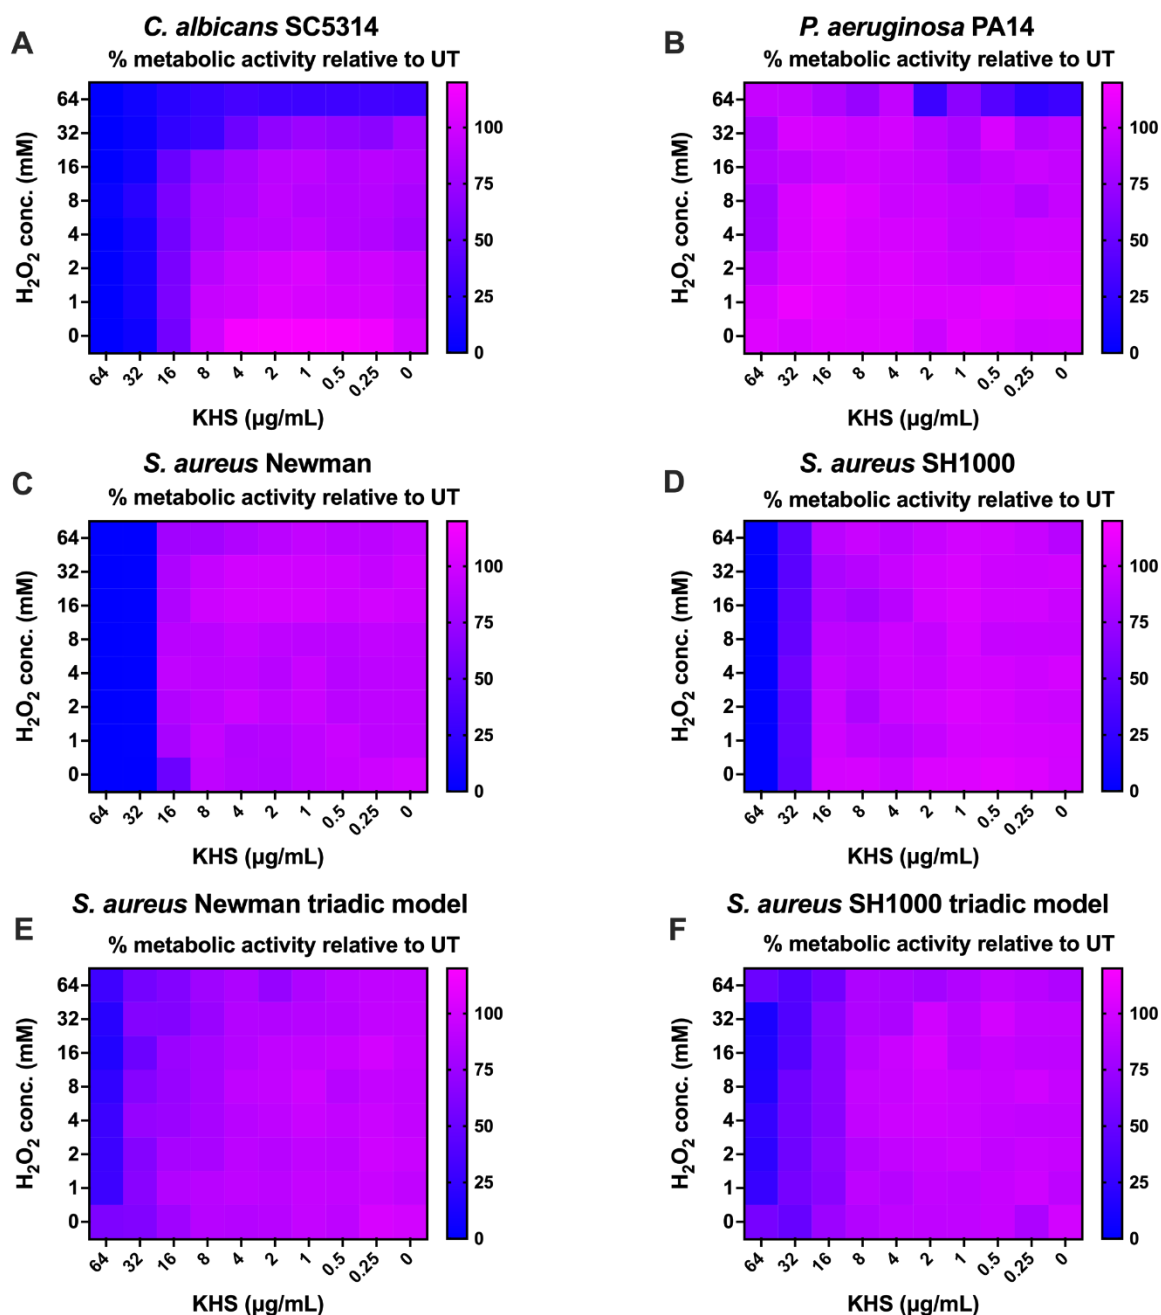 A
C. albicans SC5314
% metabolic activity relative to UT
H₂O₂ conc. (mM)
64
32
16
8
4
2
1
0
64 32 16 8 4 2 1 0.5 0.25 0
KHS (µg/mL)
100
75
50
25
0
B
P. aeruginosa PA14
% metabolic activity relative to UT
H₂O₂ conc. (mM)
64
32
16
8
4
2
1
0
64 32 16 8 4 2 1 0.5 0.25 0
KHS (µg/mL)
100
75
50
25
0
C
S. aureus Newman
% metabolic activity relative to UT
H₂O₂ conc. (mM)
64
32
16
8
4
2
1
0
64 32 16 8 4 2 1 0.5 0.25 0
KHS (µg/mL)
100
75
50
25
0
D
S. aureus SH1000
% metabolic activity relative to UT
H₂O₂ conc. (mM)
64
32
16
8
4
2
1
0
64 32 16 8 4 2 1 0.5 0.25 0
KHS (µg/mL)
100
75
50
25
0
E
S. aureus Newman triadic model
% metabolic activity relative to UT
H₂O₂ conc. (mM)
64
32
16
8
4
2
1
0
64 32 16 8 4 2 1 0.5 0.25 0
KHS (µg/mL)
100
75
50
25
0
F
S. aureus SH1000 triadic model
% metabolic activity relative to UT
H₂O₂ conc. (mM)
64
32
16
8
4
2
1
0
64 32 16 8 4 2 1 0.5 0.25 0
KHS (µg/mL)
100
75
50
25
0